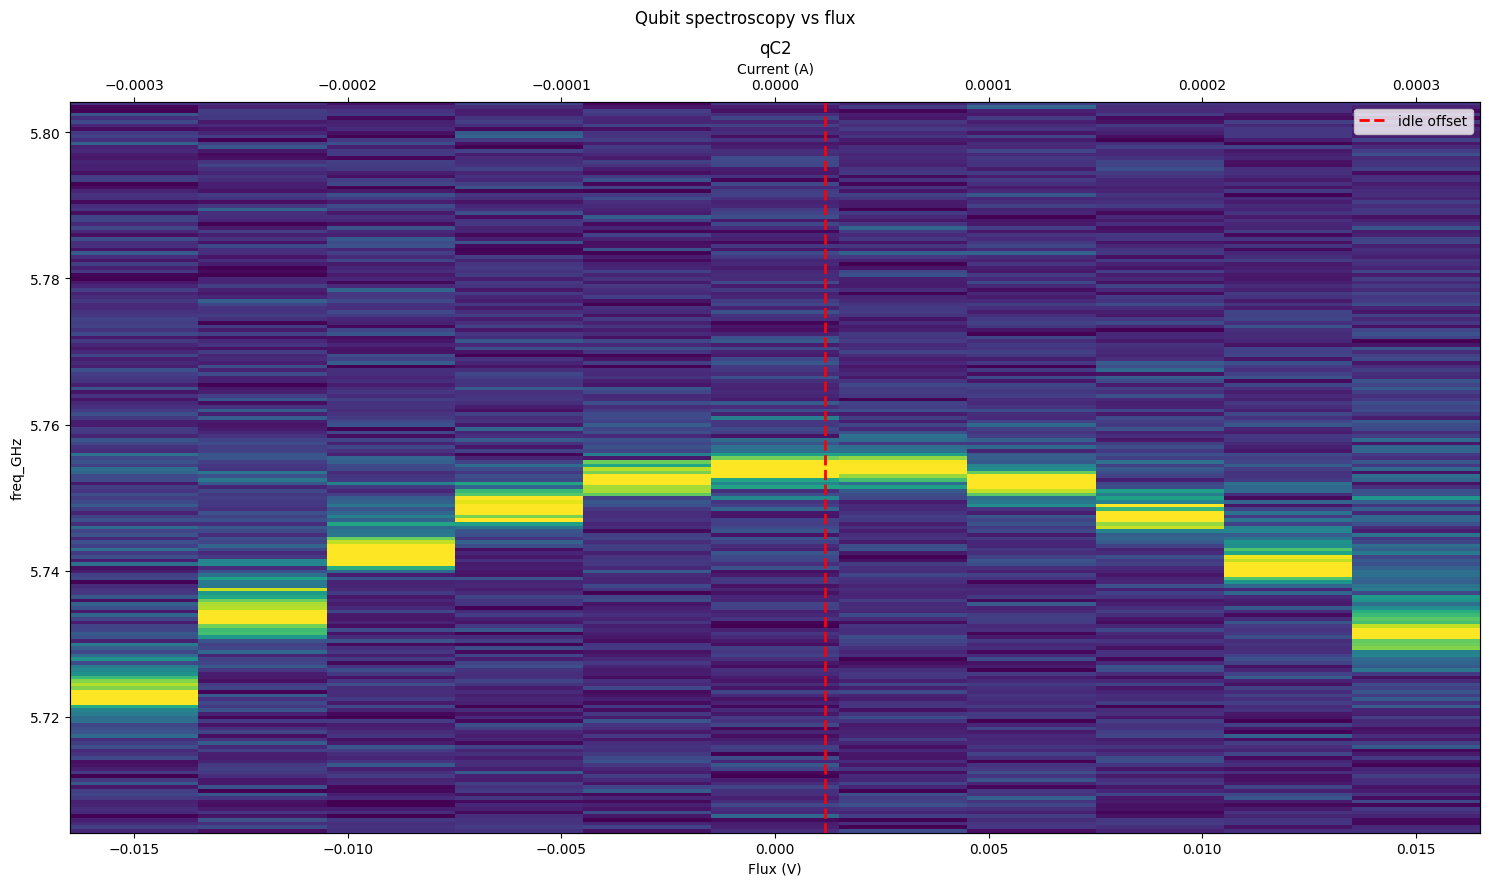 Qubit spectroscopy vs flux
qC2
Current (A)
−0.0003 −0.0002 −0.0001 0.0000 0.0001 0.0002 0.0003
idle offset
5.80
5.78
5.76
5.74
5.72
freq_GHz
−0.015 −0.010 −0.005 0.000 0.005 0.010 0.015
Flux (V)